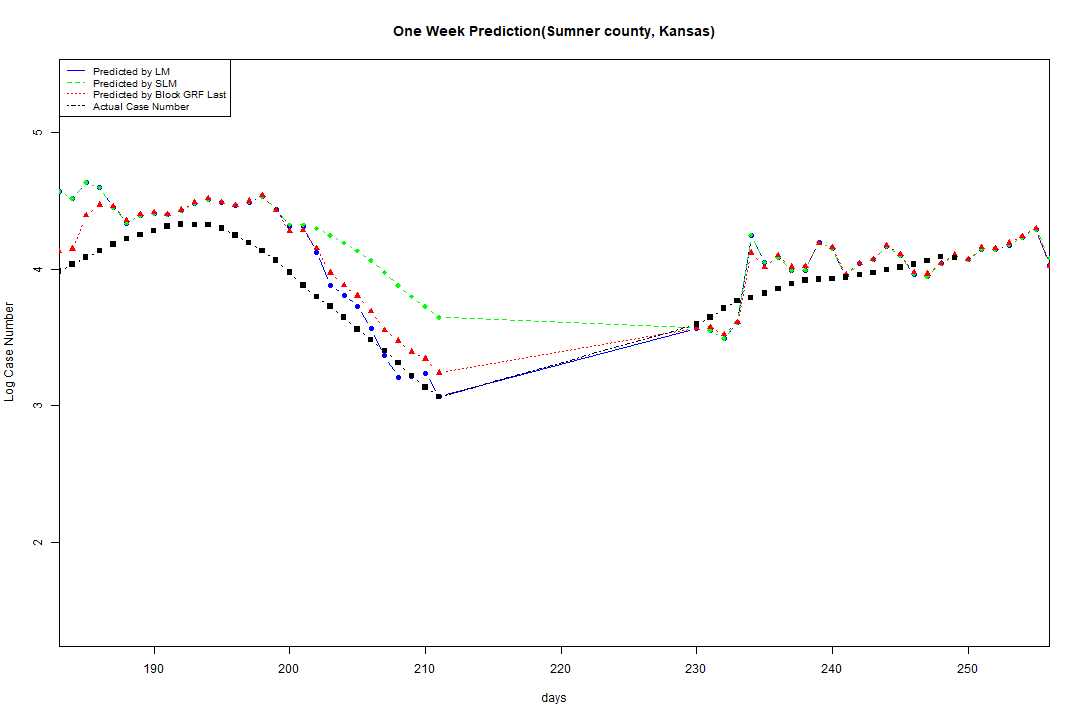 One Week Prediction(Sumner county, Kansas)
Predicted by LM
Predicted by SLM
Predicted by Block GRF Last
Actual Case Number
5
4
3
2
Log Case Number
190 200 210 220 230 240 250
days